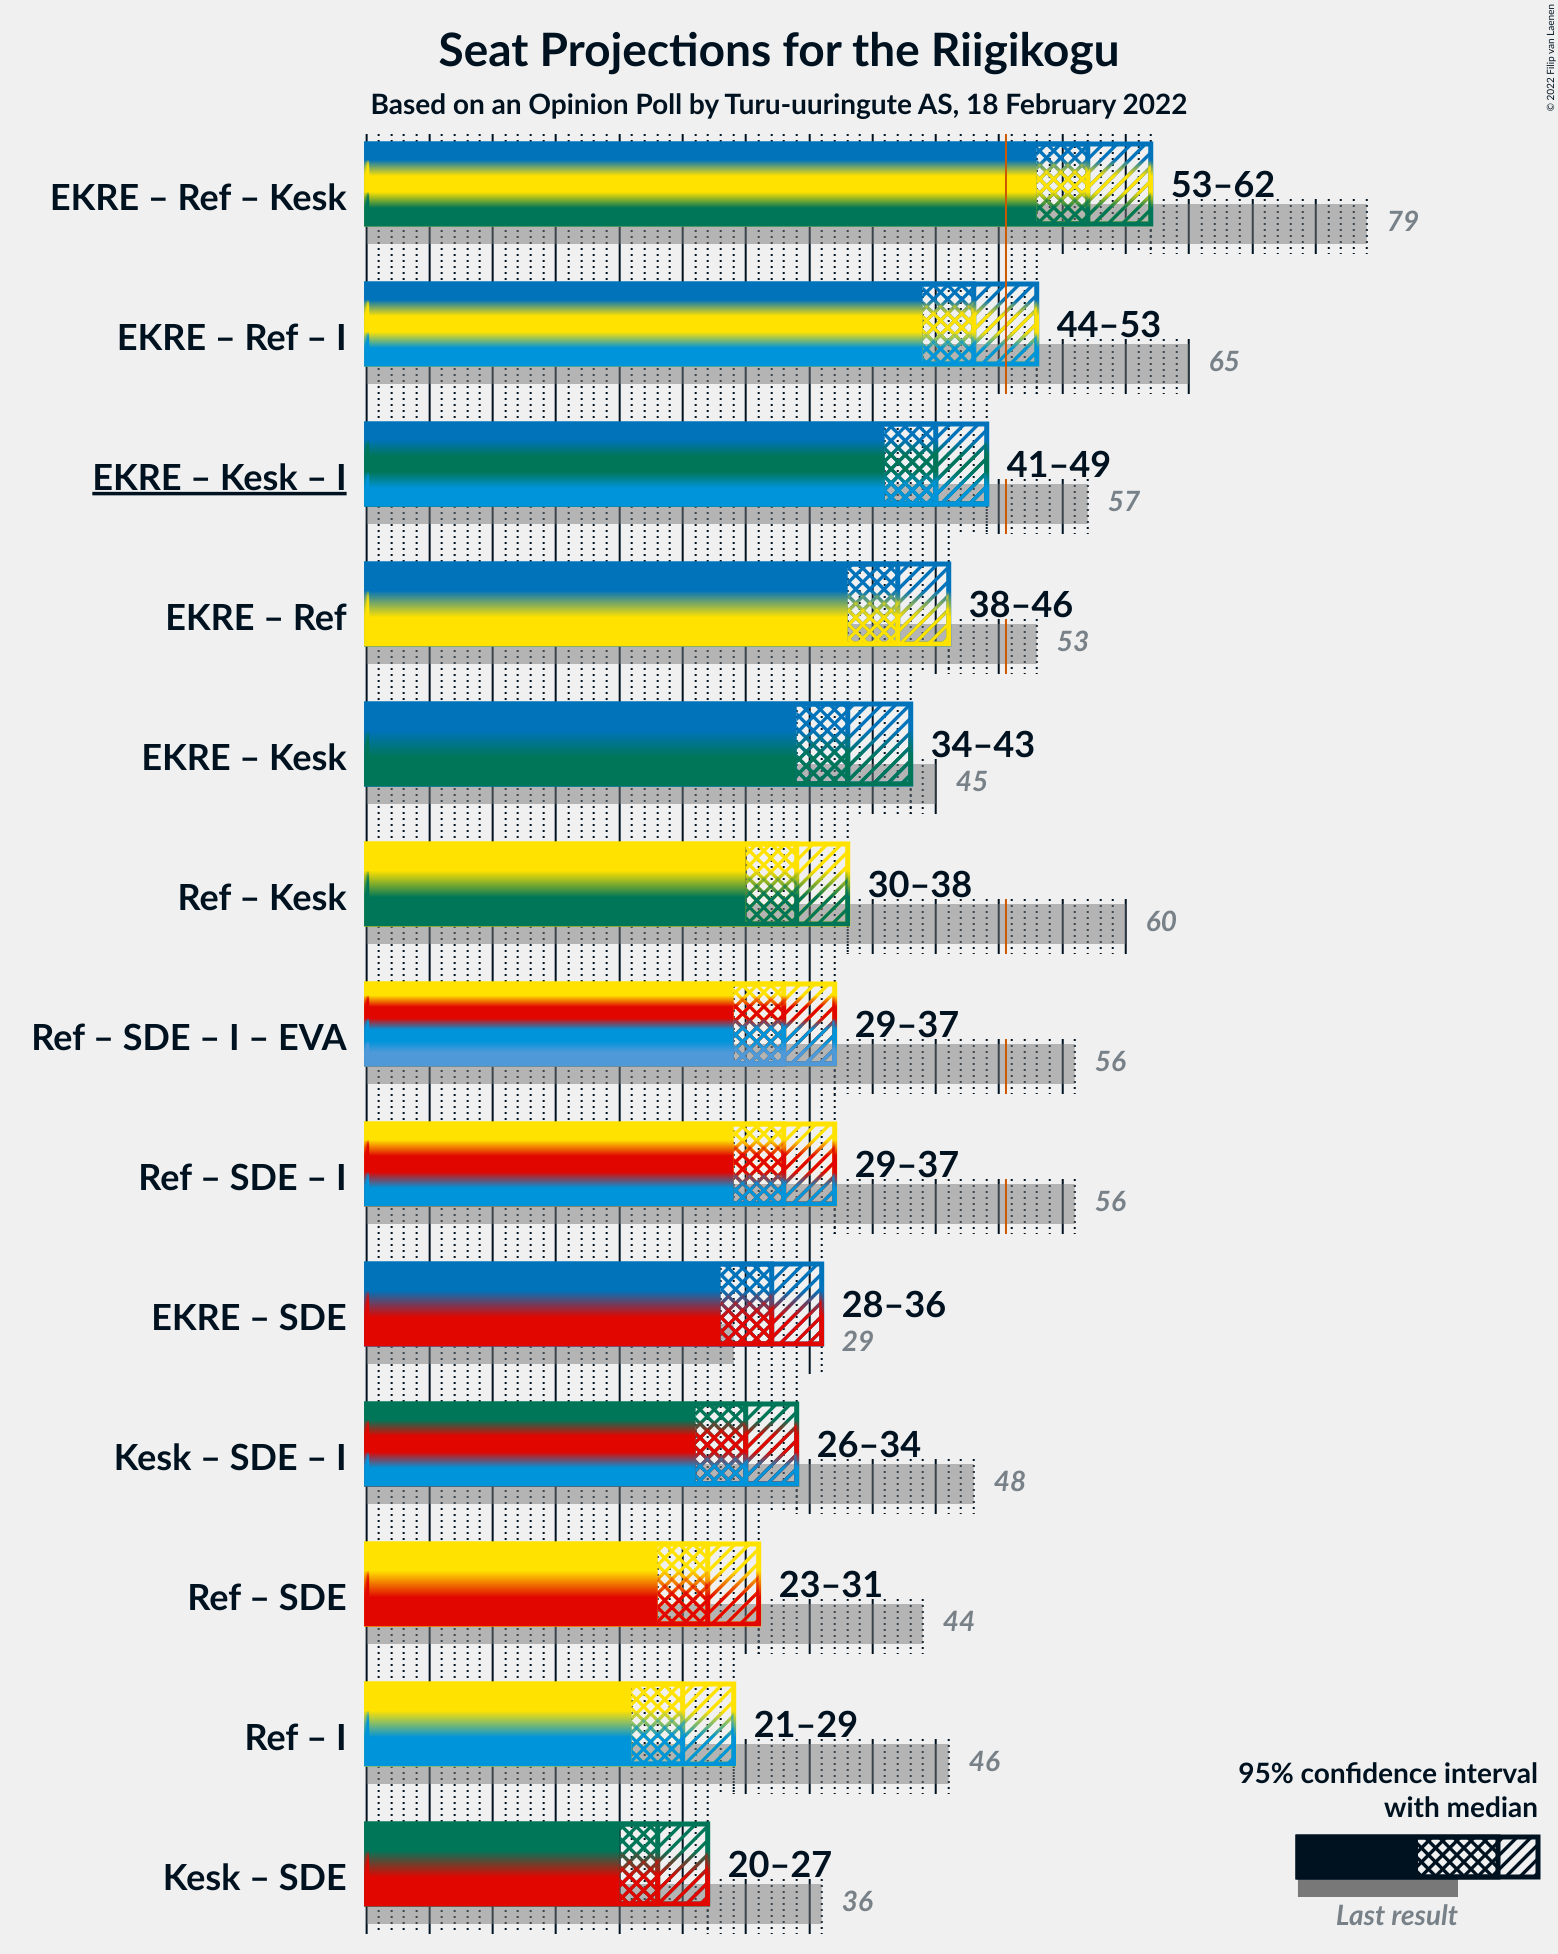 Seat Projections for the Riigikogu
Based on an Opinion Poll by Turu-uuringute AS, 18 February 2022
© 2022 Filip van Laenen
EKRE – Ref – Kesk
53–62
79
EKRE – Ref – I
44–53
65
EKRE – Kesk – I
41–49
57
EKRE – Ref
38–46
53
EKRE – Kesk
34–43
45
Ref – Kesk
30–38
60
Ref – SDE – I – EVA
29–37
56
Ref – SDE – I
29–37
56
EKRE – SDE
28–36
29
Kesk – SDE – I
26–34
48
Ref – SDE
23–31
44
Ref – I
21–29
46
Kesk – SDE
20–27
36
95% confidence interval
with median
Last result